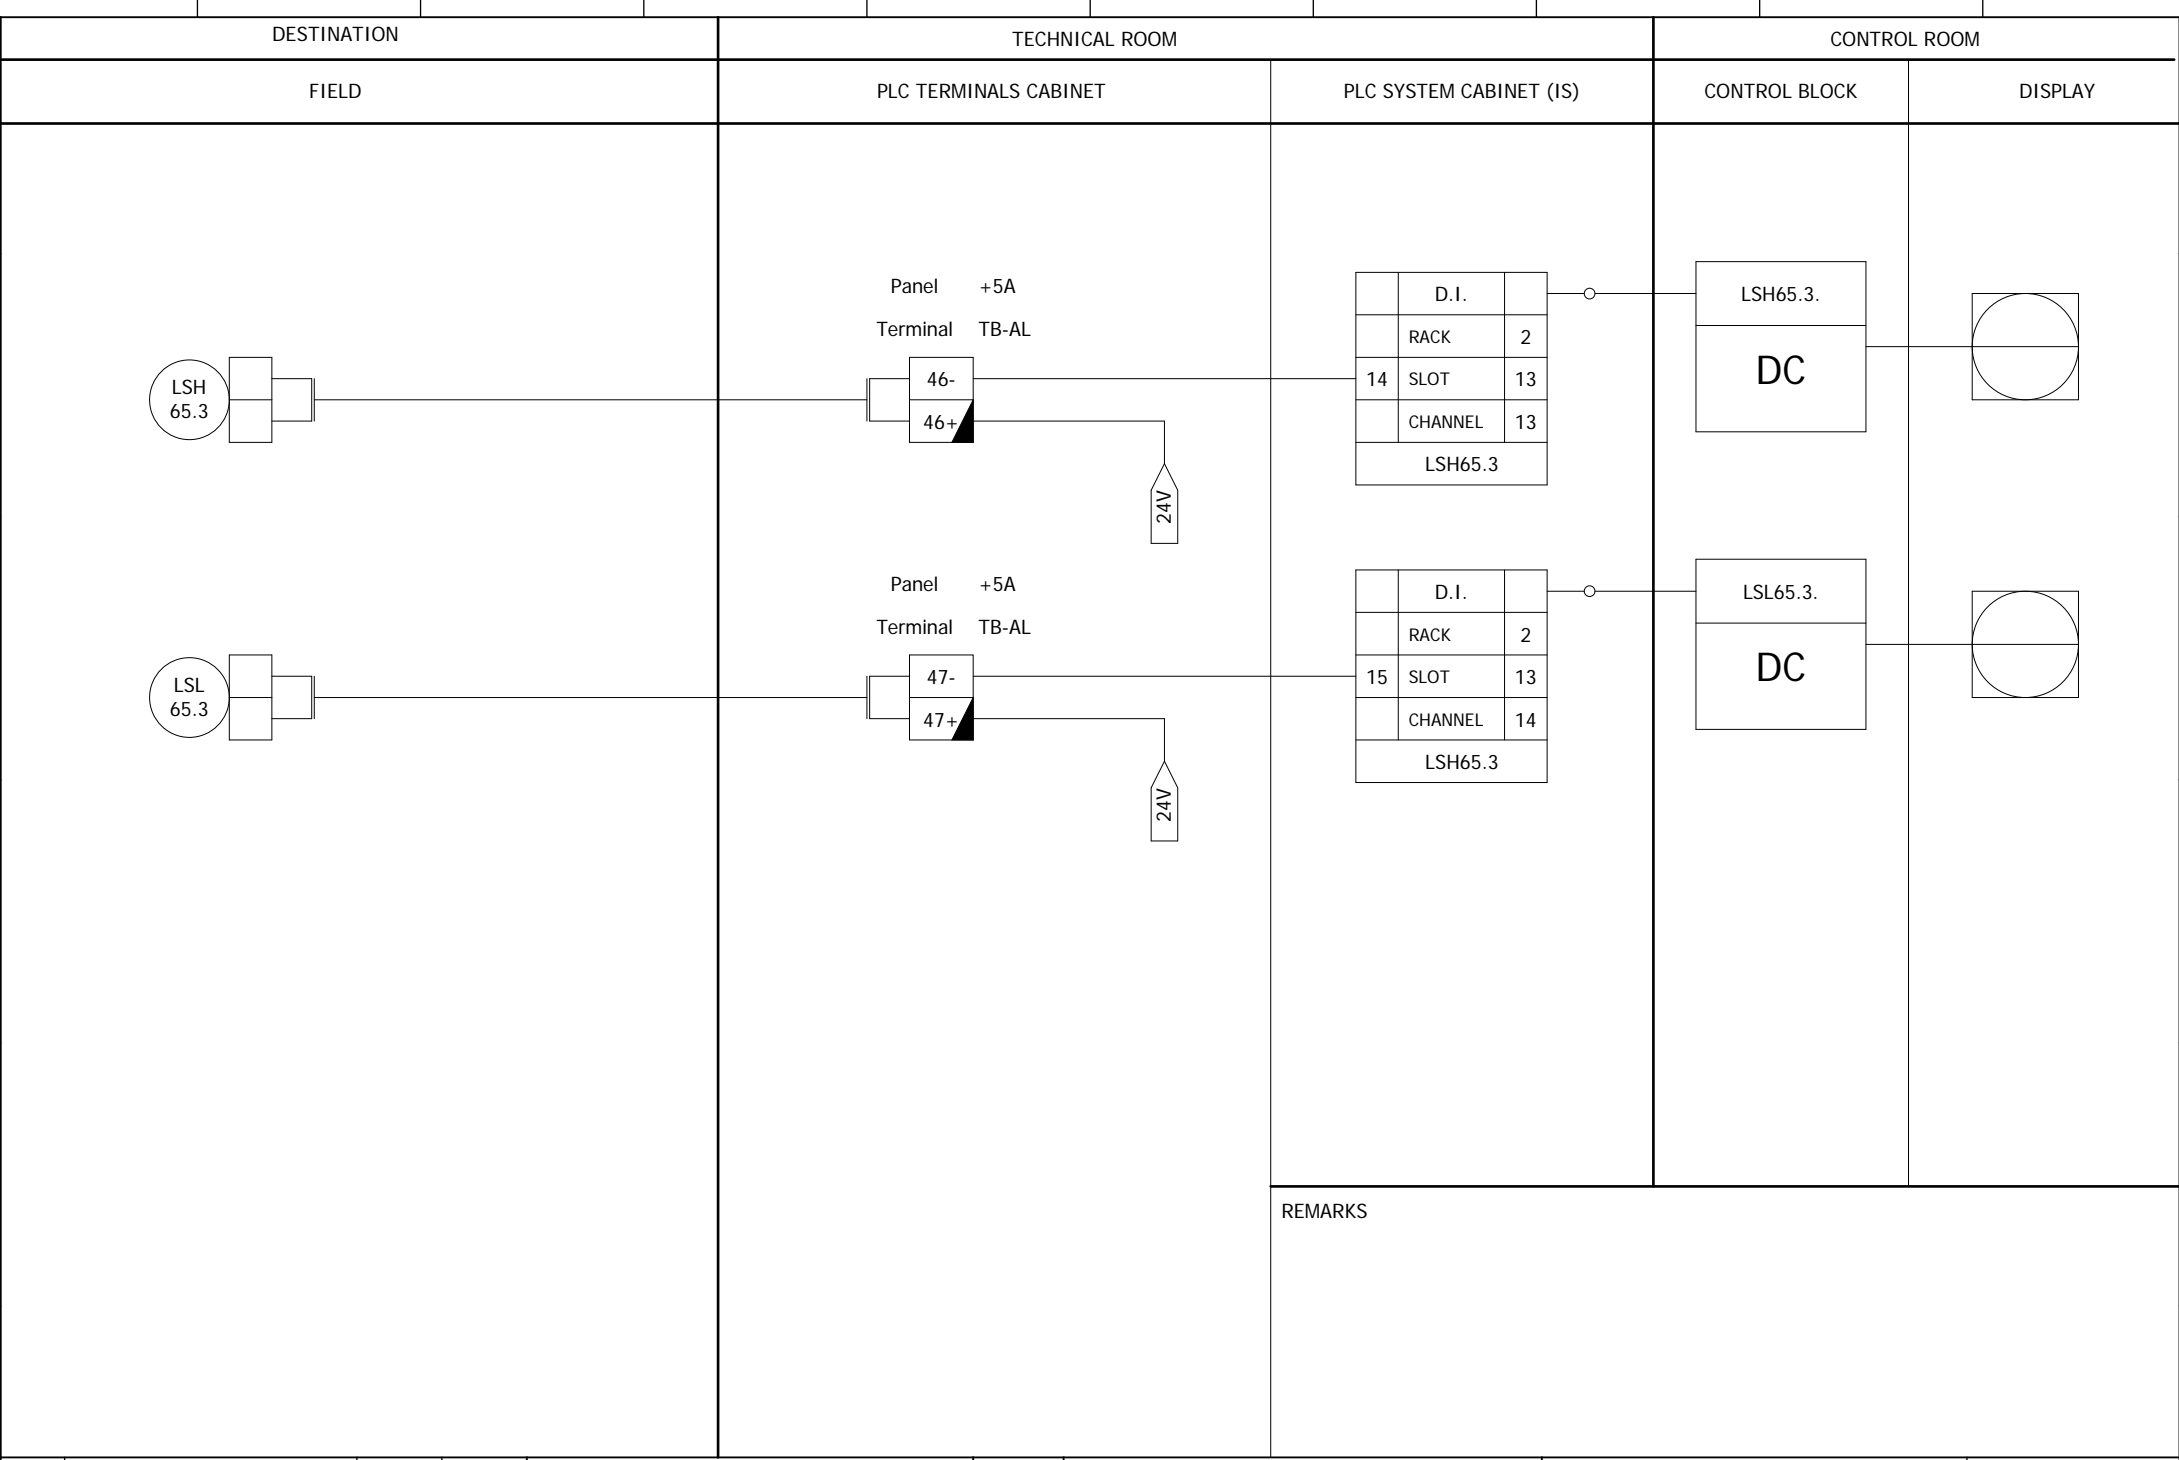 DESTINATION
TECHNICAL ROOM
CONTROL ROOM
FIELD
PLC TERMINALS CABINET
PLC SYSTEM CABINET (IS)
CONTROL BLOCK
DISPLAY
LSH
65.3
Panel +5A
Terminal TB-AL
46-
46+
24V
D.I.
RACK 2
14 SLOT 13
CHANNEL 13
LSH65.3
LSH65.3.
DC
LSL
65.3
Panel +5A
Terminal TB-AL
47-
47+
24V
D.I.
RACK 2
15 SLOT 13
CHANNEL 14
LSH65.3
LSL65.3.
DC
REMARKS